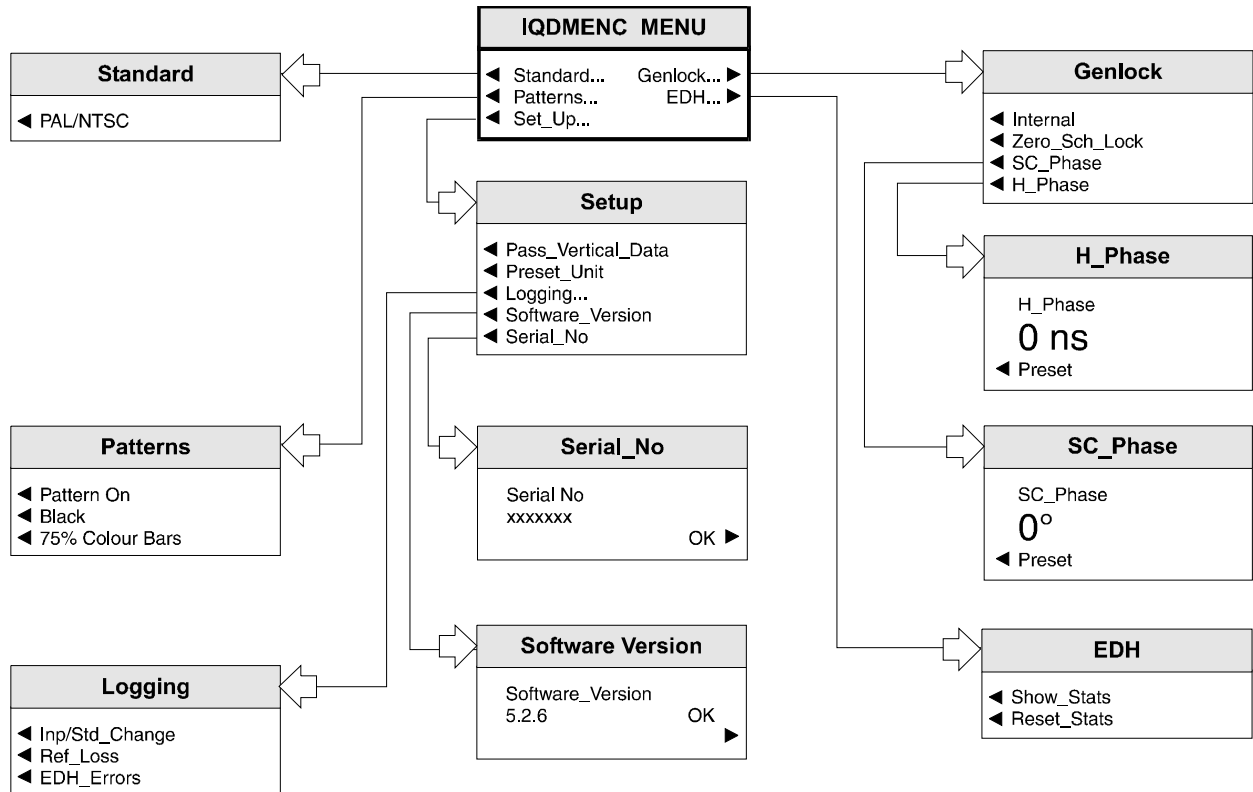 IQDMENC MENU
Standard... Genlock...
Patterns... EDH...
Set_Up...
Standard
PAL/NTSC
Genlock
Internal
Zero_Sch_Lock
SC_Phase
H_Phase
Setup
Pass_Vertical_Data
Preset_Unit
Logging...
Software_Version
Serial_No
H_Phase
H_Phase
0 ns
Preset
Patterns
Pattern On
Black
75% Colour Bars
Serial_No
Serial No
xxxxxxx
OK
SC_Phase
SC_Phase
0°
Preset
Logging
Inp/Std_Change
Ref_Loss
EDH_Errors
Software Version
Software_Version
5.2.6 OK
EDH
Show_Stats
Reset_Stats